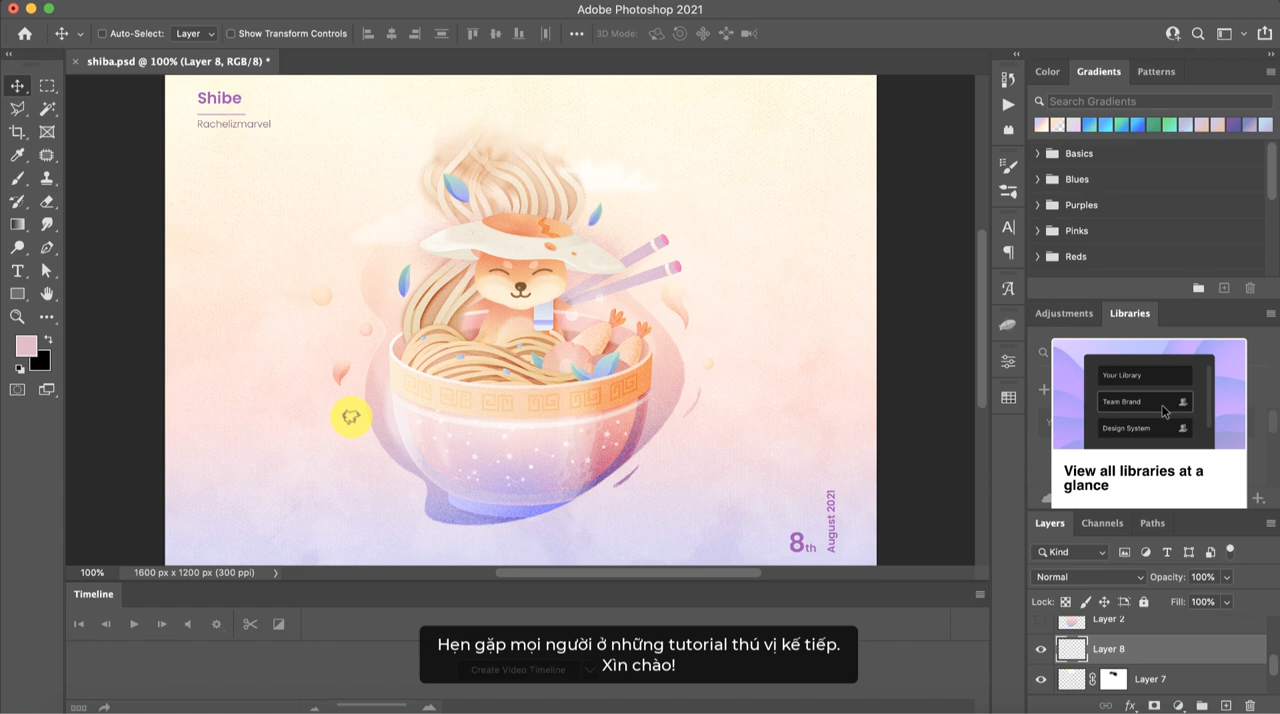 Adobe Photoshop 2021
Auto-Select: Layer Show Transform Controls 3D Mode:
shiba.psd @ 100% (Layer 8, RGB/8) *
Shibe
Rachelizmarvel
8th
August 2021
100% 1600 px x 1200 px (300 ppi)
Timeline
Create Video Timeline
Hẹn gặp mọi người ở những tutorial thú vị kế tiếp.
Xìn chào!
Color Gradients Patterns
Search Gradients
Basics
Blues
Purples
Pinks
Reds
Adjustments Libraries
Your Library
Team Brand
Design System
View all libraries at a
glance
Layers Channels Paths
Kind
Normal Opacity: 100%
Lock: Fill: 100%
Layer 2
Layer 8
Layer 7